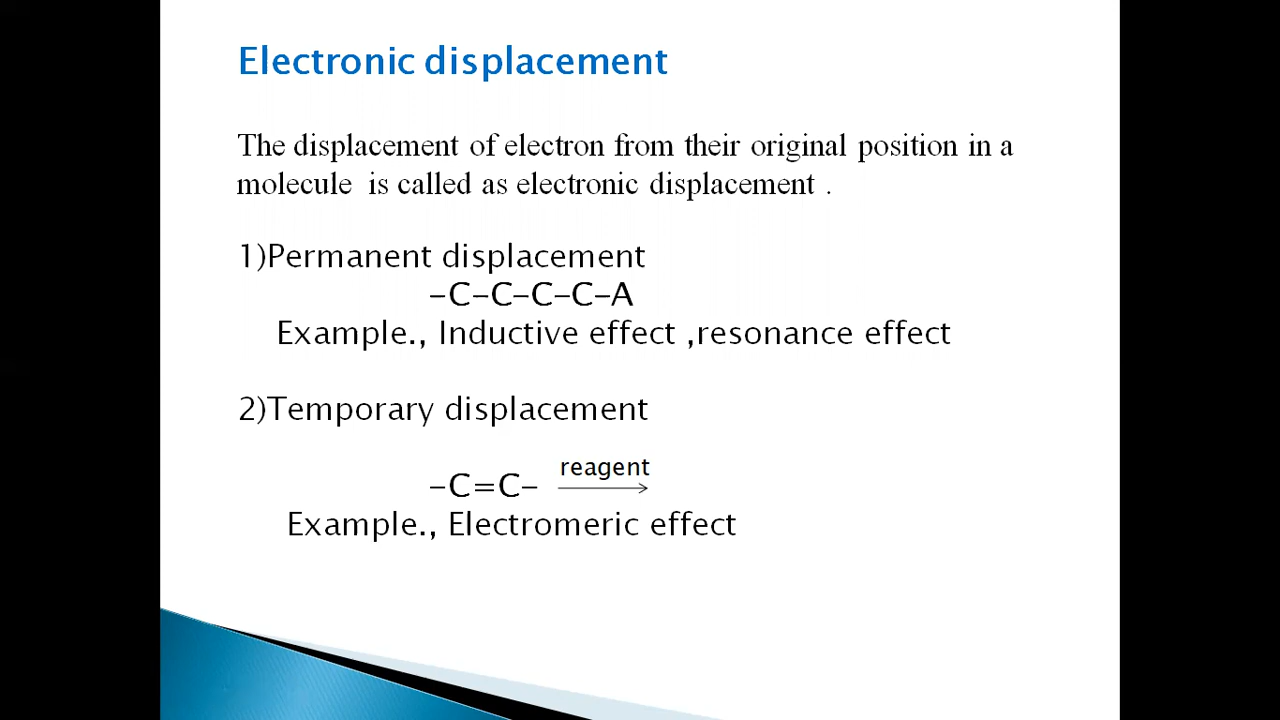 Electronic displacement
The displacement of electron from their original position in a
molecule is called as electronic displacement .
1)Permanent displacement
–C–C–C–C–A
Example., Inductive effect ,resonance effect
2)Temporary displacement
reagent
–C=C– ⟶
Example., Electromeric effect